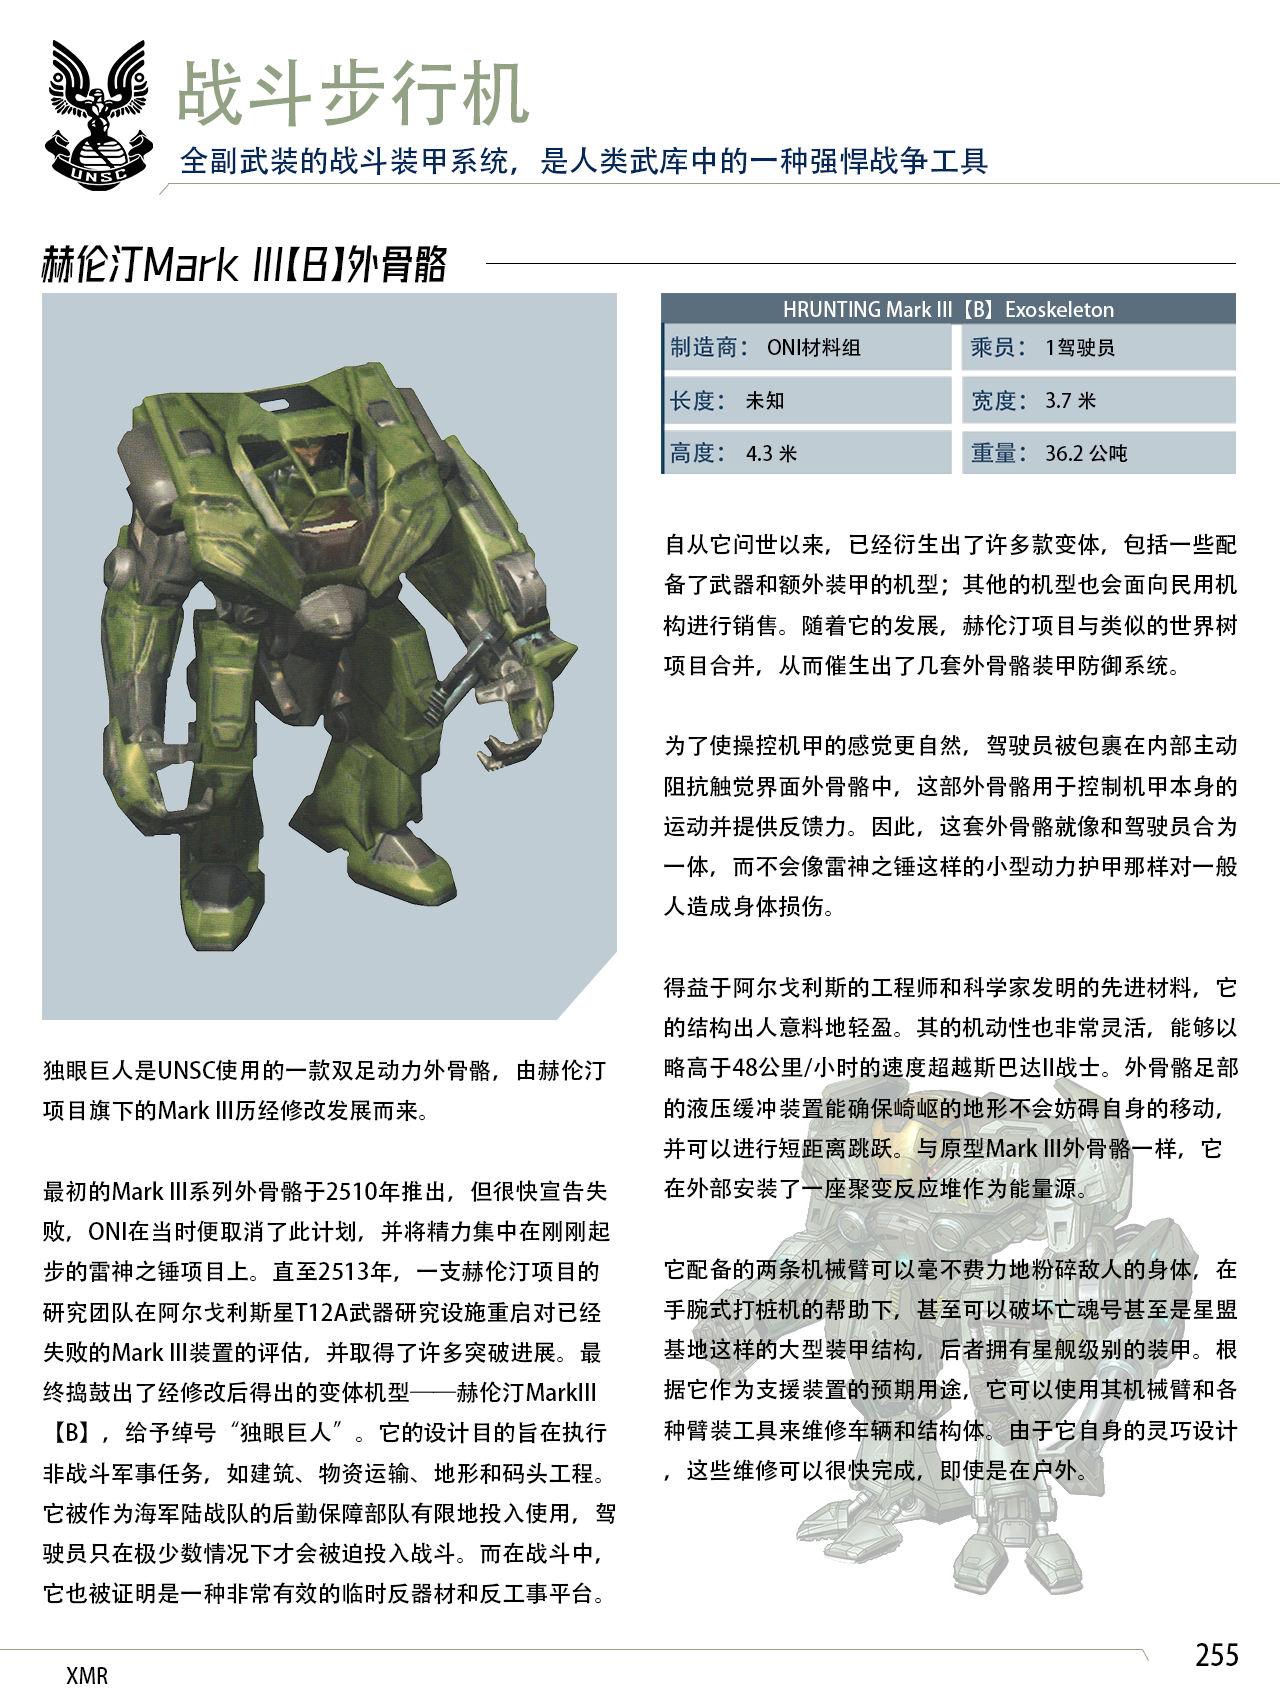 UNSC
战斗步行机
全副武装的战斗装甲系统，是人类武库中的一种强悍战争工具
赫伦汀Mark III【B】外骨骼
HRUNTING Mark III【B】Exoskeleton
制造商： ONI材料组
乘员： 1驾驶员
长度： 未知
宽度： 3.7 米
高度： 4.3 米
重量： 36.2 公吨
独眼巨人是UNSC使用的一款双足动力外骨骼，由赫伦汀
项目旗下的Mark III历经修改发展而来。
最初的Mark III系列外骨骼于2510年推出，但很快宣告失
败，ONI在当时便取消了此计划，并将精力集中在刚刚起
步的雷神之锤项目上。直至2513年，一支赫伦汀项目的
研究团队在阿尔戈利斯星T12A武器研究设施重启对已经
失败的Mark III装置的评估，并取得了许多突破进展。最
终捣鼓出了经修改后得出的变体机型——赫伦汀MarkIII
【B】，给予绰号“独眼巨人”。它的设计目的旨在执行
非战斗军事任务，如建筑、物资运输、地形和码头工程。
它被作为海军陆战队的后勤保障部队有限地投入使用，驾
驶员只在极少数情况下才会被迫投入战斗。而在战斗中，
它也被证明是一种非常有效的临时反器材和反工事平台。
自从它问世以来，已经衍生出了许多款变体，包括一些配
备了武器和额外装甲的机型；其他的机型也会面向民用机
构进行销售。随着它的发展，赫伦汀项目与类似的世界树
项目合并，从而催生出了几套外骨骼装甲防御系统。
为了使操控机甲的感觉更自然，驾驶员被包裹在内部主动
阻抗触觉界面外骨骼中，这部外骨骼用于控制机甲本身的
运动并提供反馈力。因此，这套外骨骼就像和驾驶员合为
一体，而不会像雷神之锤这样的小型动力护甲那样对一般
人造成身体损伤。
得益于阿尔戈利斯的工程师和科学家发明的先进材料，它
的结构出人意料地轻盈。其的机动性也非常灵活，能够以
略高于48公里/小时的速度超越斯巴达II战士。外骨骼足部
的液压缓冲装置能确保崎岖的地形不会妨碍自身的移动，
并可以进行短距离跳跃。与原型Mark III外骨骼一样，它
在外部安装了一座聚变反应堆作为能量源。
它配备的两条机械臂可以毫不费力地粉碎敌人的身体，在
手腕式打桩机的帮助下，甚至可以破坏亡魂号甚至是星盟
基地这样的大型装甲结构，后者拥有星舰级别的装甲。根
据它作为支援装置的预期用途，它可以使用其机械臂和各
种臂装工具来维修车辆和结构体。由于它自身的灵巧设计
，这些维修可以很快完成，即使是在户外。
XMR
255